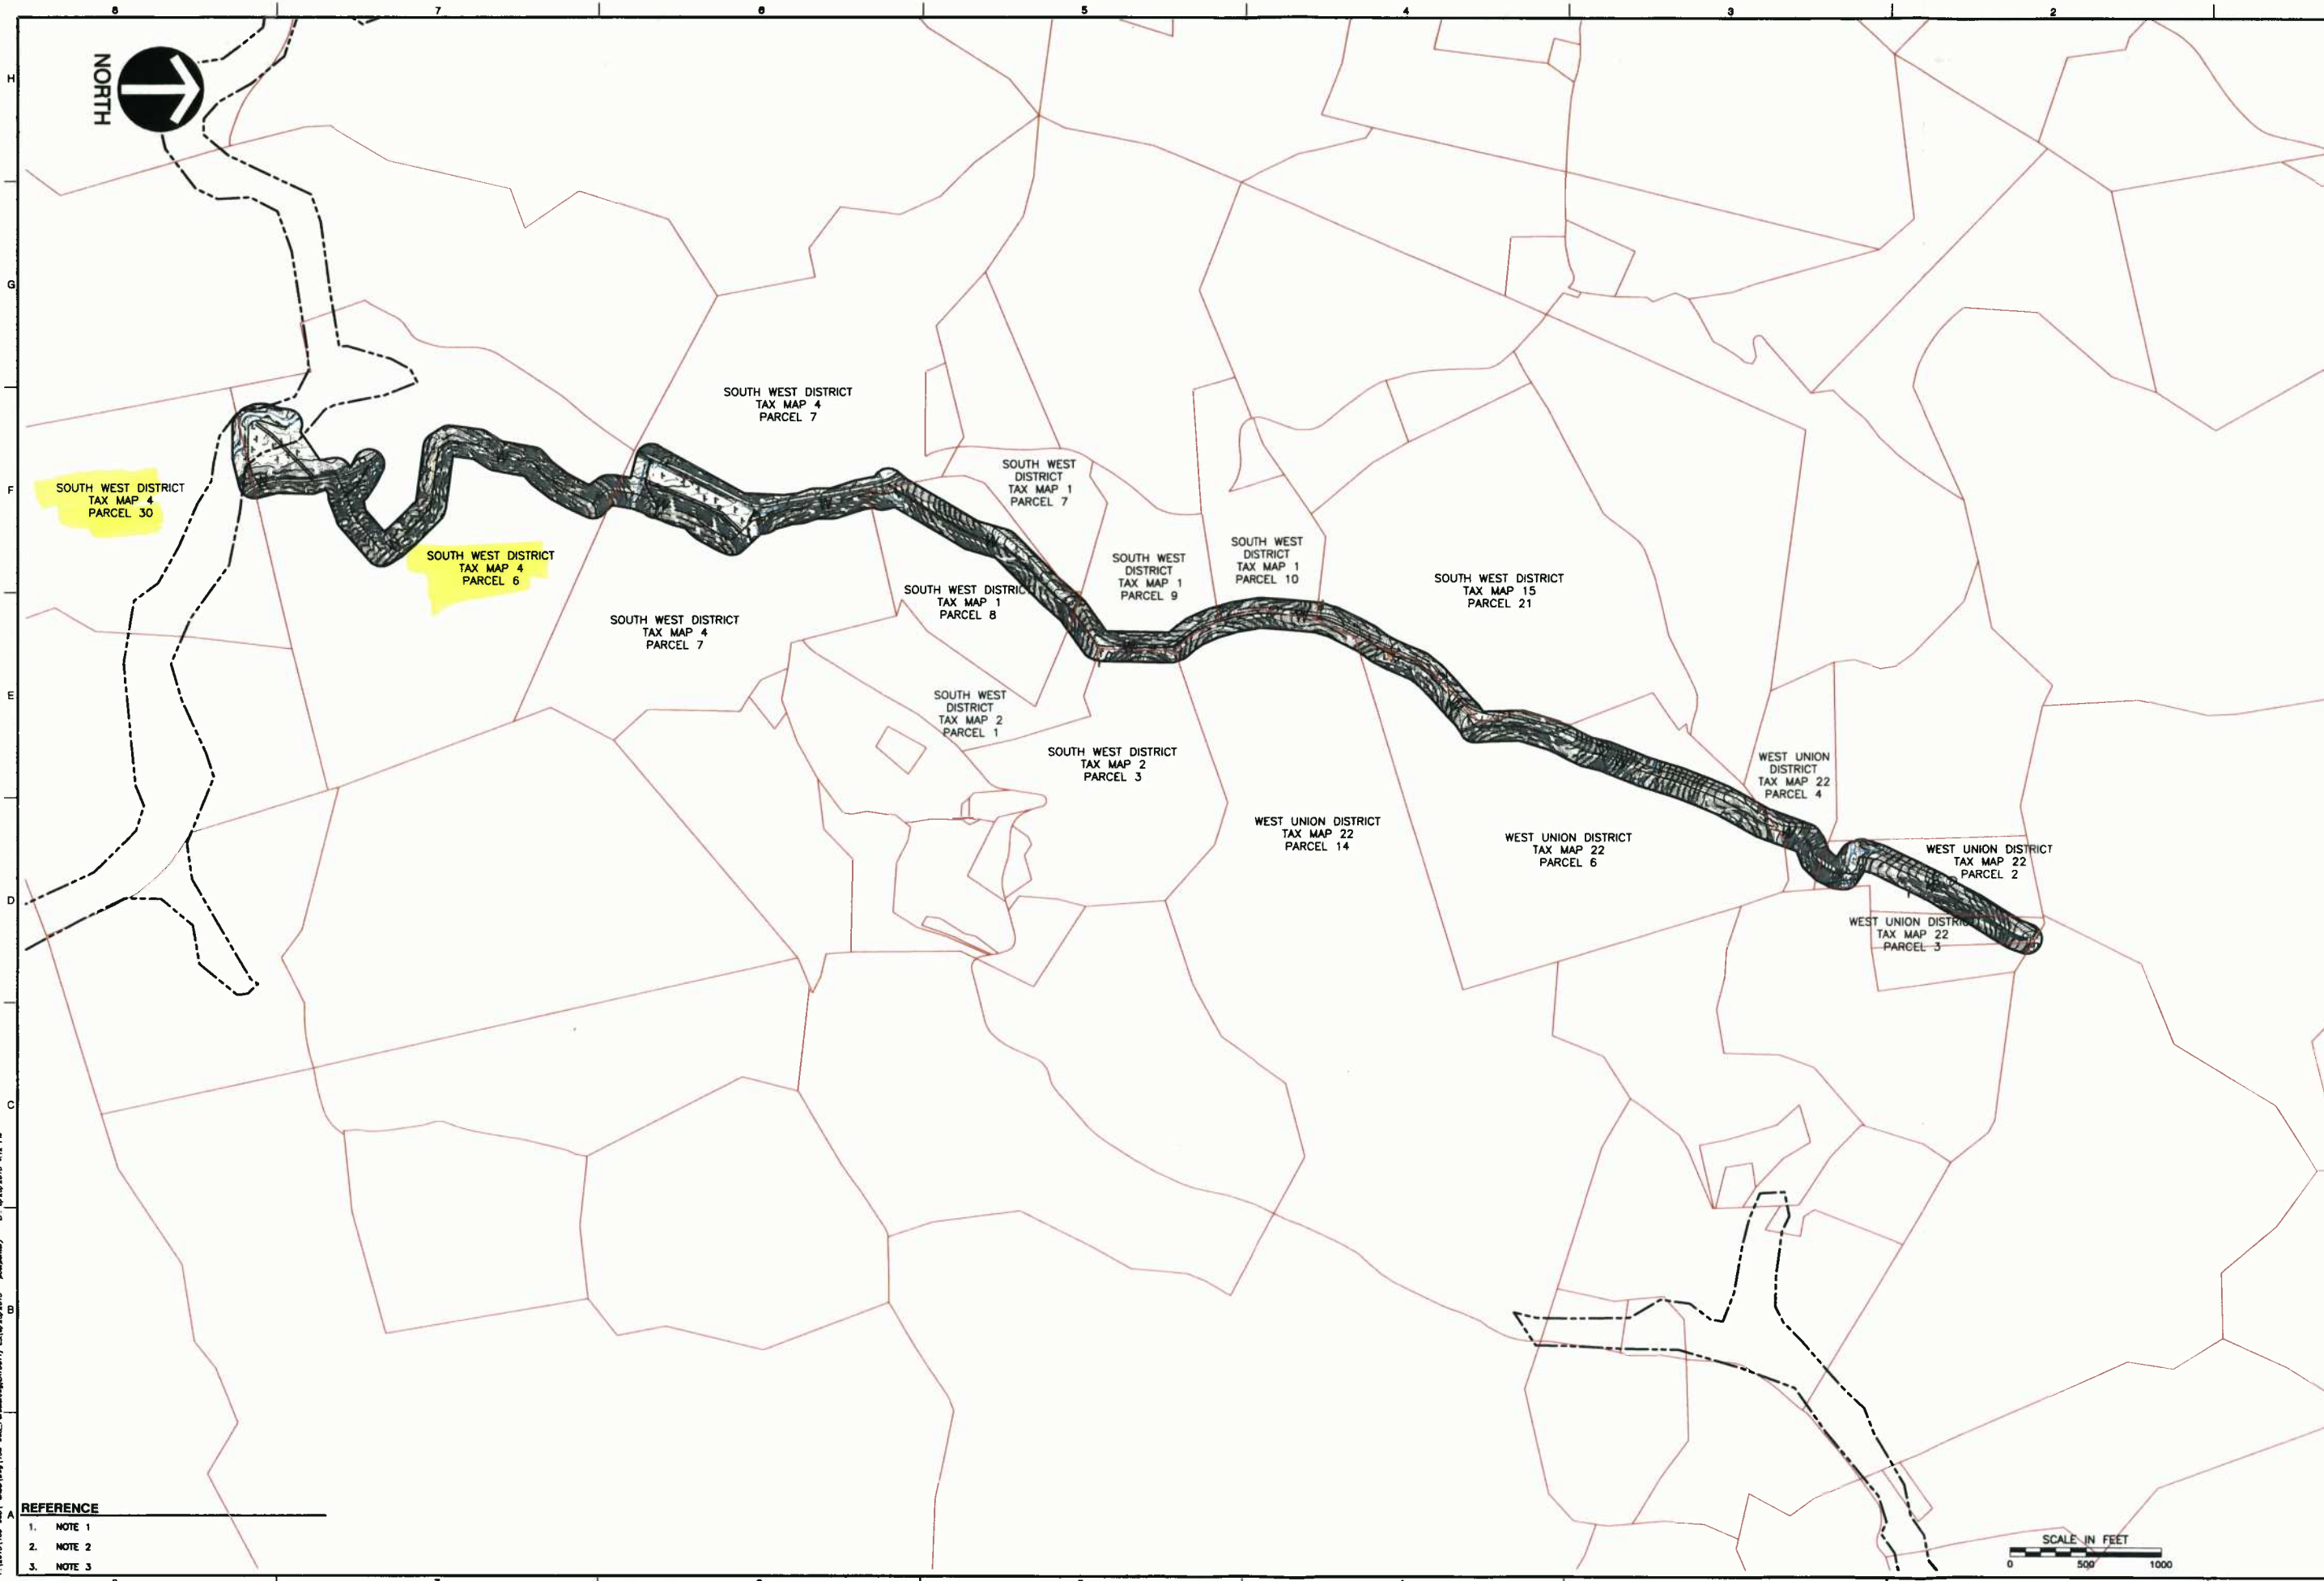 8 7 6 5 4 3 2
NORTH
H
G
SOUTH WEST DISTRICT
TAX MAP 4
PARCEL 7
F
SOUTH WEST DISTRICT
TAX MAP 4
PARCEL 30
SOUTH WEST DISTRICT
TAX MAP 4
PARCEL 6
SOUTH WEST
DISTRICT
TAX MAP 1
PARCEL 7
SOUTH WEST
DISTRICT
TAX MAP 1
PARCEL 9
SOUTH WEST
DISTRICT
TAX MAP 1
PARCEL 10
SOUTH WEST DISTRICT
TAX MAP 15
PARCEL 21
SOUTH WEST DISTRICT
TAX MAP 1
PARCEL 8
SOUTH WEST DISTRICT
TAX MAP 4
PARCEL 7
E
SOUTH WEST
DISTRICT
TAX MAP 2
PARCEL 1
SOUTH WEST DISTRICT
TAX MAP 2
PARCEL 3
WEST UNION
DISTRICT
TAX MAP 22
PARCEL 4
WEST UNION DISTRICT
TAX MAP 22
PARCEL 14
WEST UNION DISTRICT
TAX MAP 22
PARCEL 6
WEST UNION DISTRICT
TAX MAP 22
PARCEL 2
D
WEST UNION DISTRICT
TAX MAP 22
PARCEL 3
C
B
A
REFERENCE
1. NOTE 1
2. NOTE 2
3. NOTE 3
SCALE IN FEET
0 500 1000